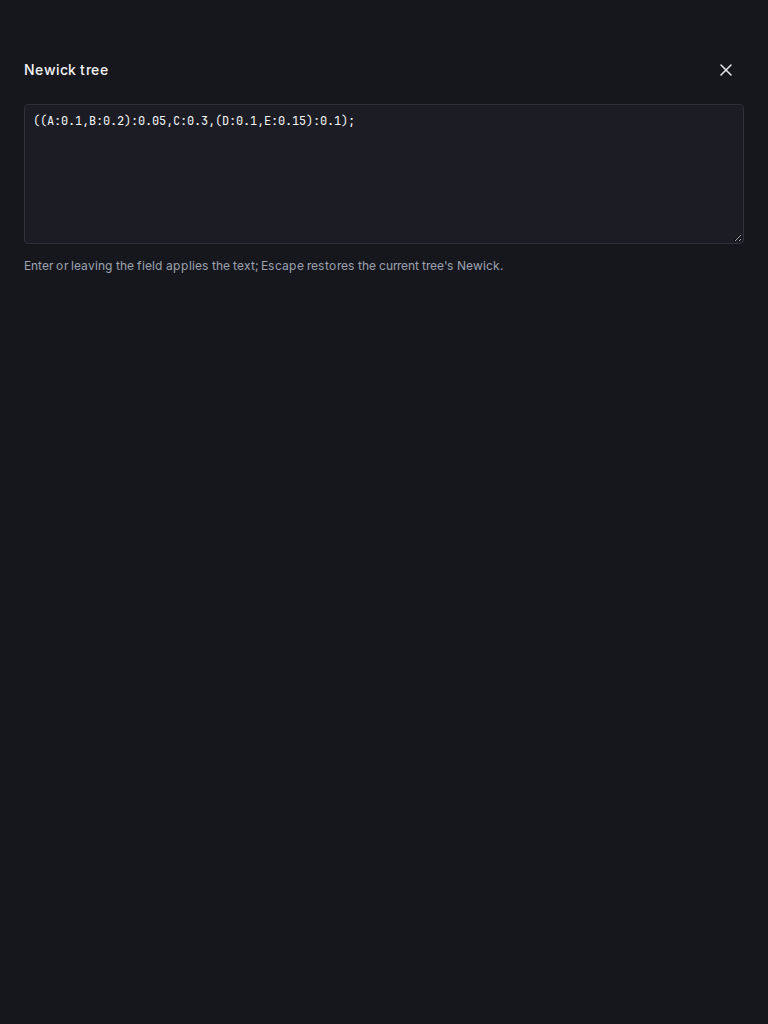 Newick tree
((A:0.1,B:0.2):0.05,C:0.3,(D:0.1,E:0.15):0.1);
Enter or leaving the field applies the text; Escape restores the current tree's Newick.